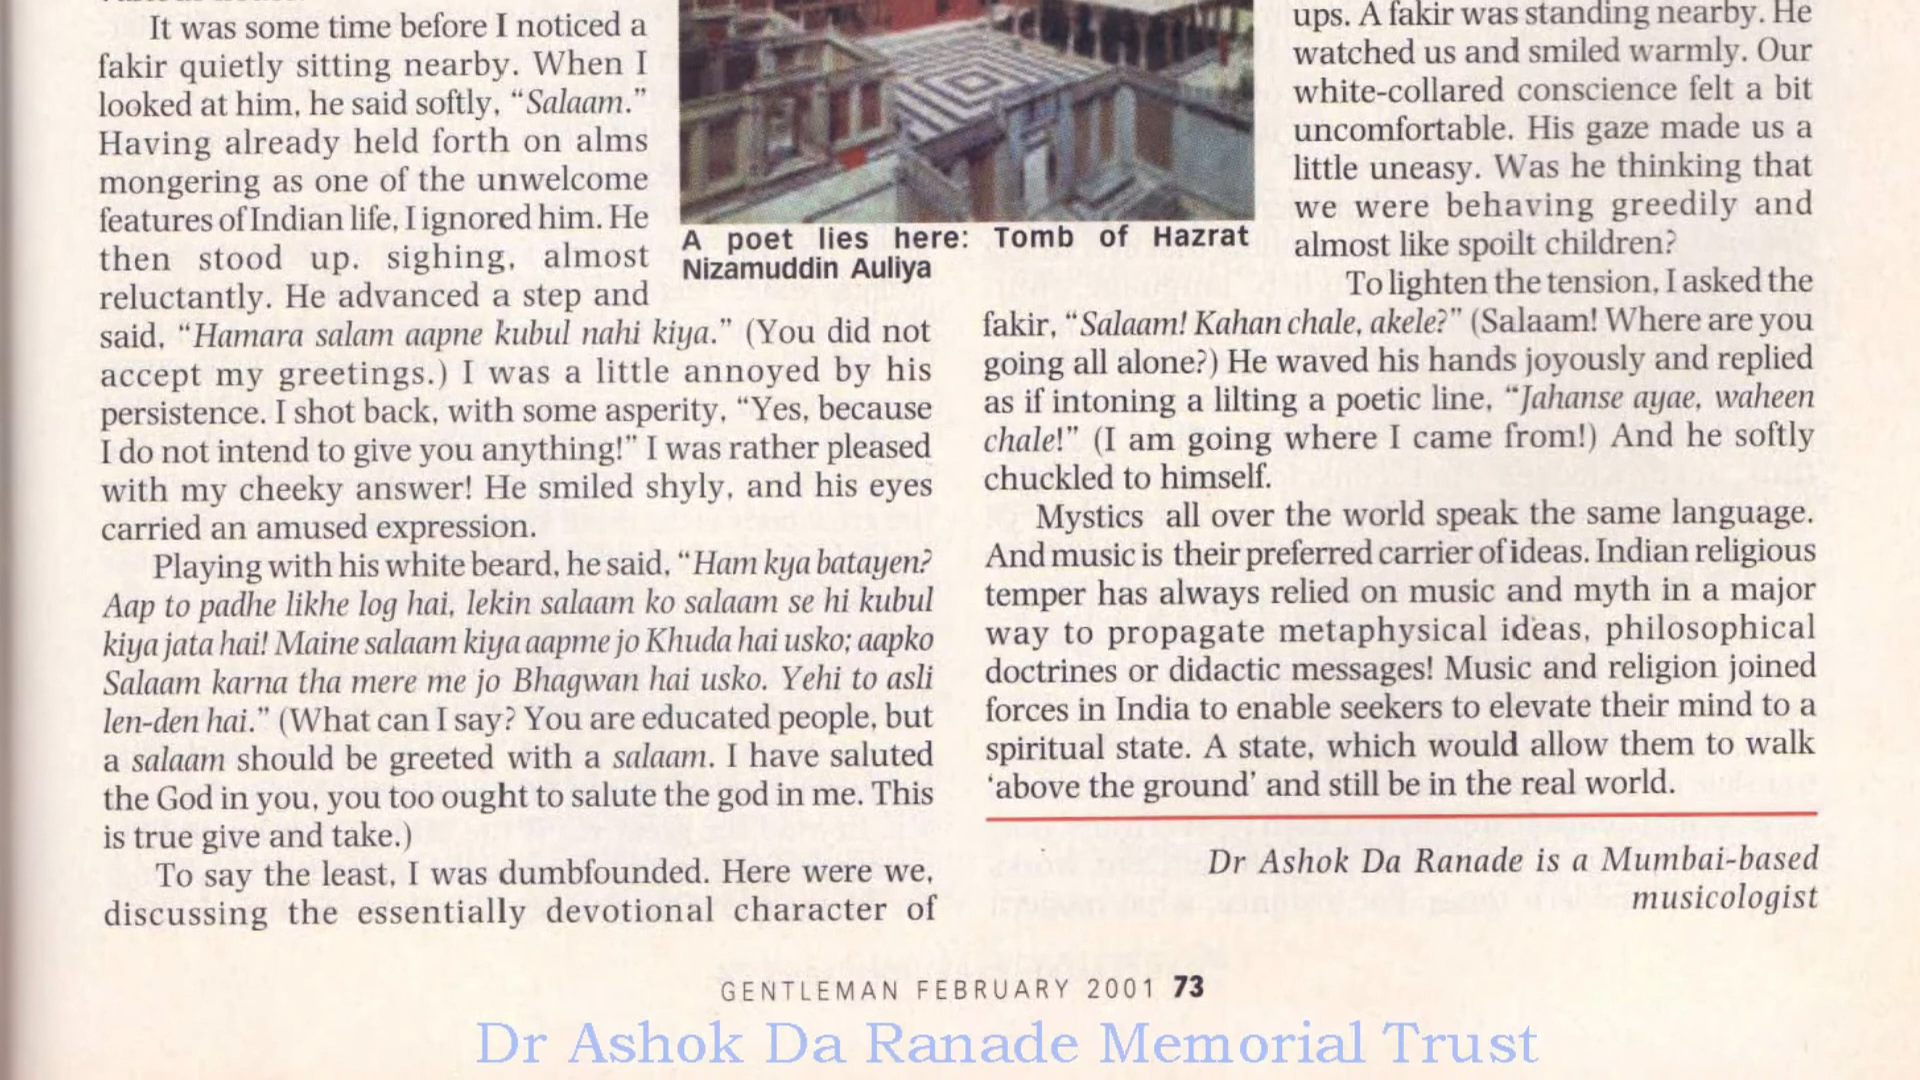 It was some time before I noticed a
fakir quietly sitting nearby. When I
looked at him, he said softly, “Salaam.”
Having already held forth on alms
mongering as one of the unwelcome
features of Indian life, I ignored him. He
then stood up, sighing, almost
reluctantly. He advanced a step and
said, “Hamara salam aapne kubul nahi kiya.” (You did not
accept my greetings.) I was a little annoyed by his
persistence. I shot back, with some asperity, “Yes, because
I do not intend to give you anything!” I was rather pleased
with my cheeky answer! He smiled shyly, and his eyes
carried an amused expression.
Playing with his white beard, he said, “Ham kya batayen?
Aap to padhe likhe log hai, lekin salaam ko salaam se hi kubul
kiya jata hai! Maine salaam kiya aapme jo Khuda hai usko; aapko
Salaam karna tha mere me jo Bhagwan hai usko. Yehi to asli
len-den hai.” (What can I say? You are educated people, but
a salaam should be greeted with a salaam. I have saluted
the God in you, you too ought to salute the god in me. This
is true give and take.)
To say the least, I was dumbfounded. Here were we,
discussing the essentially devotional character of
A poet lies here: Tomb of Hazrat
Nizamuddin Auliya
ups. A fakir was standing nearby. He
watched us and smiled warmly. Our
white-collared conscience felt a bit
uncomfortable. His gaze made us a
little uneasy. Was he thinking that
we were behaving greedily and
almost like spoilt children?
To lighten the tension, I asked the
fakir, “Salaam! Kahan chale, akele?” (Salaam! Where are you
going all alone?) He waved his hands joyously and replied
as if intoning a lilting a poetic line, “Jahanse ayae, waheen
chale!” (I am going where I came from!) And he softly
chuckled to himself.
Mystics all over the world speak the same language.
And music is their preferred carrier of ideas. Indian religious
temper has always relied on music and myth in a major
way to propagate metaphysical ideas, philosophical
doctrines or didactic messages! Music and religion joined
forces in India to enable seekers to elevate their mind to a
spiritual state. A state, which would allow them to walk
‘above the ground’ and still be in the real world.
Dr Ashok Da Ranade is a Mumbai-based
musicologist
GENTLEMAN FEBRUARY 2001 73
Dr Ashok Da Ranade Memorial Trust